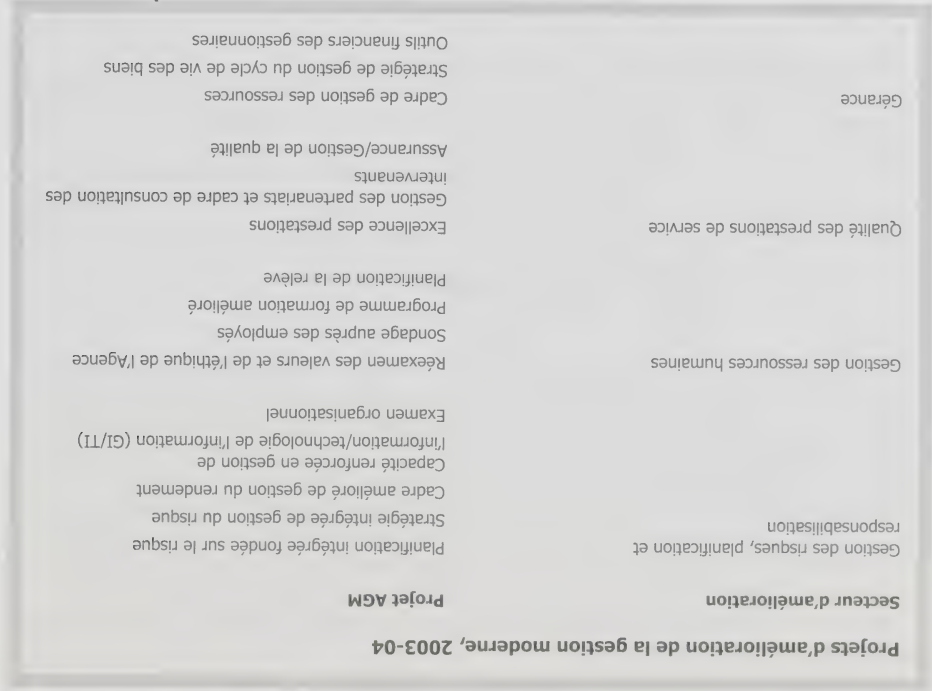 Projets d'amélioration de la gestion moderne, 2003-04
Secteur d'amélioration
Projet AGM
Gestion des risques, planification et
responsabilisation
Planification intégrée fondée sur le risque
Stratégie intégrée de gestion du risque
Cadre amélioré de gestion du rendement
Capacité renforcée en gestion de
l'information/technologie de l'information (GI/TI)
Examen organisationnel
Gestion des ressources humaines
Réexamen des valeurs et de l'éthique de l'Agence
Sondage auprès des employés
Programme de formation amélioré
Planification de la relève
Qualité des prestations de service
Excellence des prestations
Gestion des partenariats et cadre de consultation des
intervenants
Assurance/Gestion de la qualité
Gérance
Cadre de gestion des ressources
Stratégie de gestion du cycle de vie des biens
Outils financiers des gestionnaires